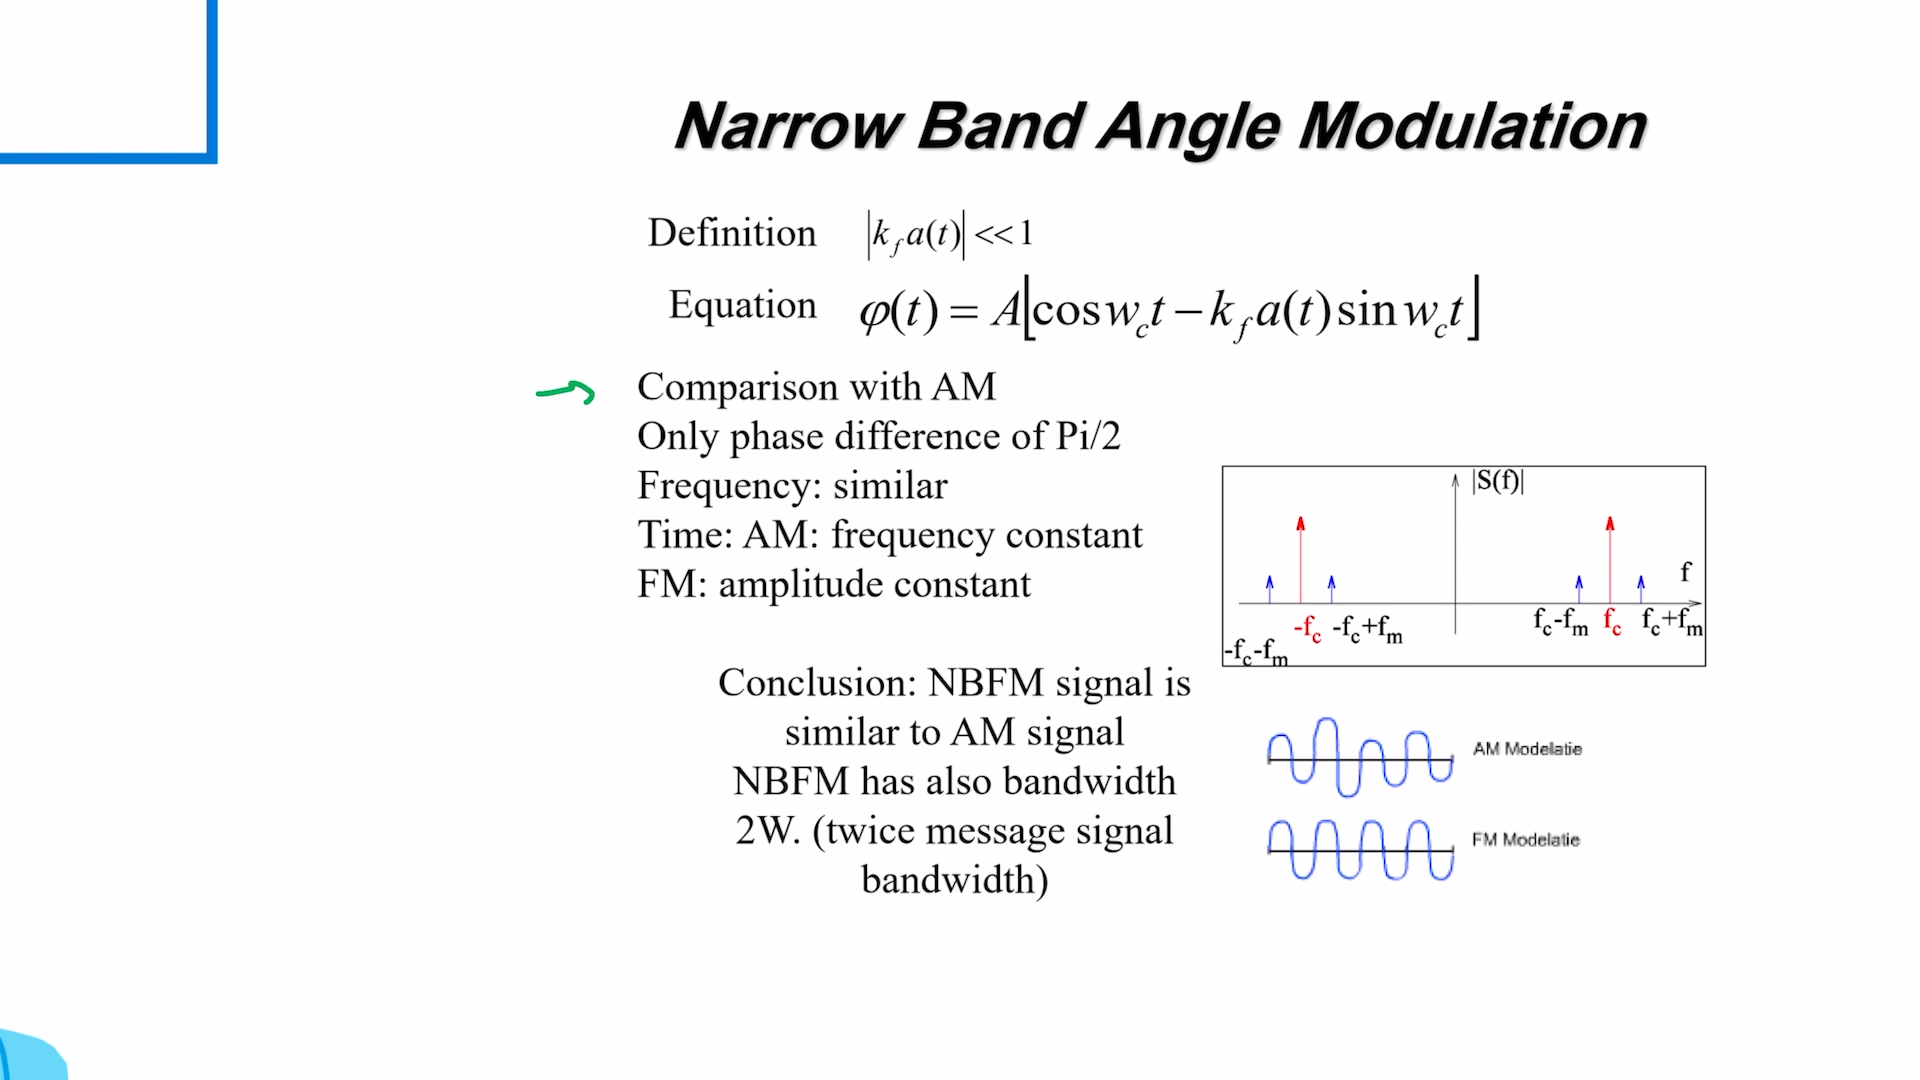 Narrow Band Angle Modulation
Definition |k_f a(t)| << 1
Equation φ(t) = A[cos w_c t − k_f a(t) sin w_c t]
Comparison with AM
Only phase difference of Pi/2
Frequency: similar
Time: AM: frequency constant
FM: amplitude constant
|S(f)|
f
-f_c-f_m
-f_c
-f_c+f_m
f_c-f_m
f_c
f_c+f_m
Conclusion: NBFM signal is
similar to AM signal
NBFM has also bandwidth
2W. (twice message signal
bandwidth)
AM Modelatie
FM Modelatie